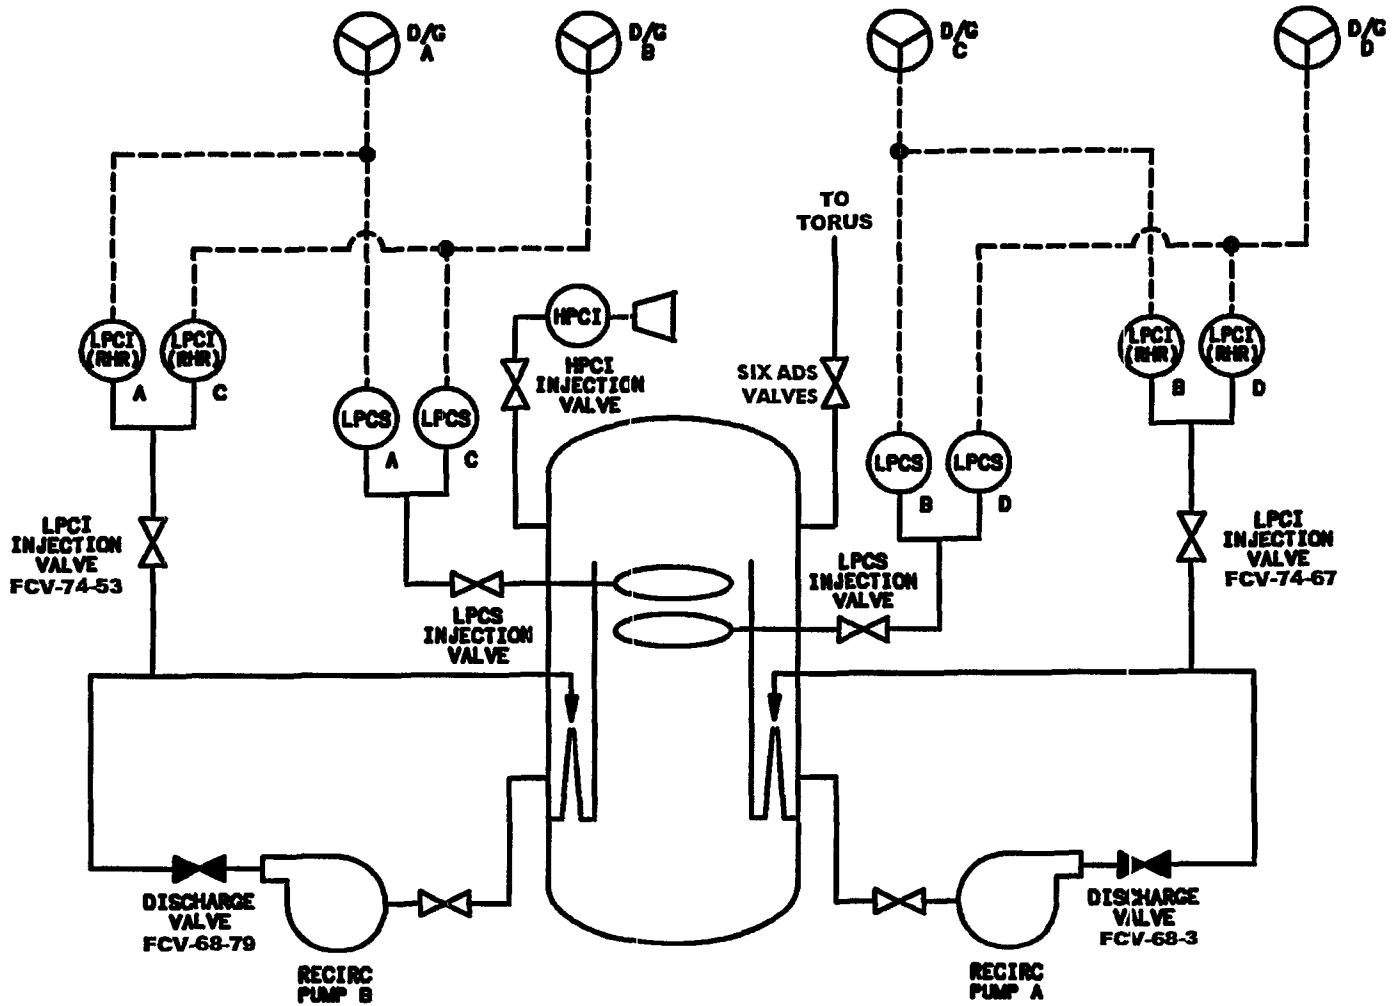 D/G
A
D/G
B
D/G
C
D/G
D
TO
TORUS
LPCI
(RHR)
A
LPCI
(RHR)
C
HPCI
HPCI
INJECTION
VALVE
SIX ADS
VALVES
LPCI
(RHR)
B
LPCI
(RHR)
D
LPCS
A
LPCS
C
LPCS
B
LPCS
D
LPCI
INJECTION
VALVE
FCV-74-53
LPCI
INJECTION
VALVE
FCV-74-67
LPCS
INJECTION
VALVE
LPCS
INJECTION
VALVE
DISCHARGE
VALVE
FCV-68-79
DISCHARGE
VALVE
FCV-68-3
RECIRC
PUMP B
RECIRC
PUMP A